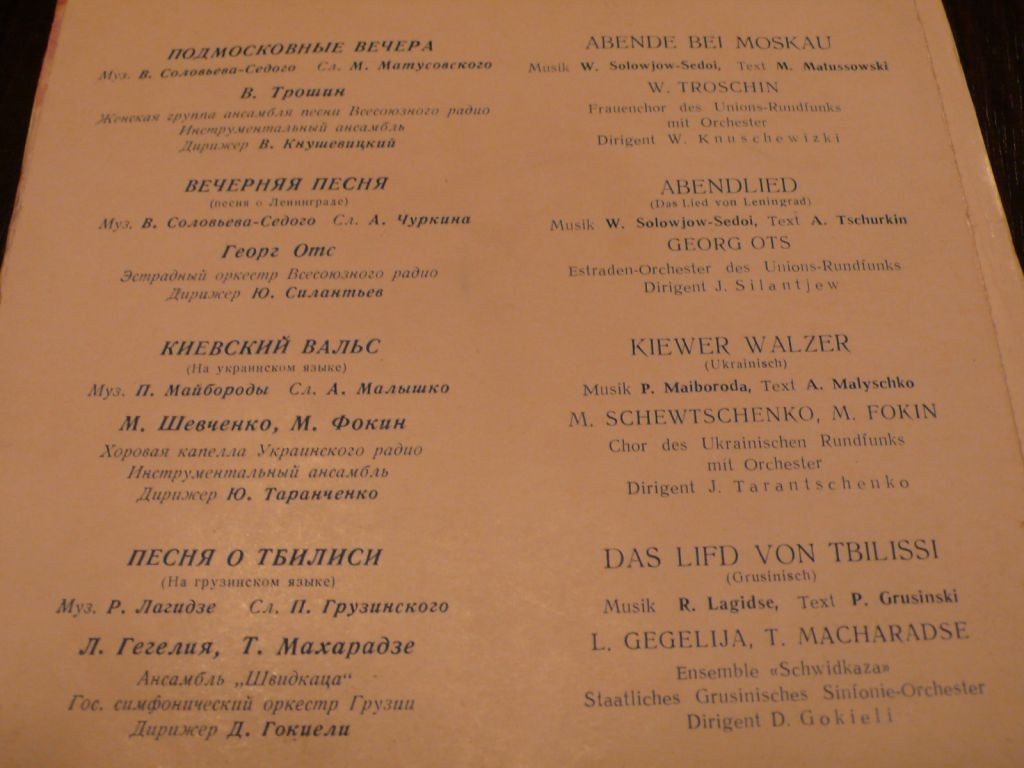 ПОДМОСКОВНЫЕ ВЕЧЕРА
Муз. В. Соловьева-Седого Сл. М. Матусовского
В. Трошин
Женская группа ансамбля песни Всесоюзного радио
Инструментальный ансамбль
Дирижер В. Кнушевицкий
ВЕЧЕРНЯЯ ПЕСНЯ
(песня о Ленинграде)
Муз. В. Соловьева-Седого Сл. А. Чуркина
Георг Отс
Эстрадный оркестр Всесоюзного радио
Дирижер Ю. Силантьев
КИЕВСКИЙ ВАЛЬС
(На украинском языке)
Муз. П. Майбороды Сл. А. Малышко
М. Шевченко, М. Фокин
Хоровая капелла Украинского радио
Инструментальный ансамбль
Дирижер Ю. Таранченко
ПЕСНЯ О ТБИЛИСИ
(На грузинском языке)
Муз. Р. Лагидзе Сл. П. Грузинского
Л. Гегелия, Т. Махарадзе
Ансамбль „Швидкаца“
Гос. симфонический оркестр Грузии
Дирижер Д. Гокиели
ABENDE BEI MOSKAU
Musik W. Solowjow-Sedoi, Text M. Matussowski
W. TROSCHIN
Frauenchor des Unions-Rundfunks
mit Orchester
Dirigent W. Knuschewizki
ABENDLIED
(Das Lied von Leningrad)
Musik W. Solowjow-Sedoi, Text A. Tschurkin
GEORG OTS
Estraden-Orchester des Unions-Rundfunks
Dirigent J. Silantjew
KIEWER WALZER
(Ukrainisch)
Musik P. Maiboroda, Text A. Malyschko
M. SCHEWTSCHENKO, M. FOKIN
Chor des Ukrainischen Rundfunks
mit Orchester
Dirigent J. Tarantschenko
DAS LIFD VON TBILISSI
(Grusinisch)
Musik R. Lagidse, Text P. Grusinski
L. GEGELIJA, T. MACHARADSE
Ensemble «Schwidkaza»
Staatliches Grusinisches Sinfonie-Orchester
Dirigent D. Gokieli